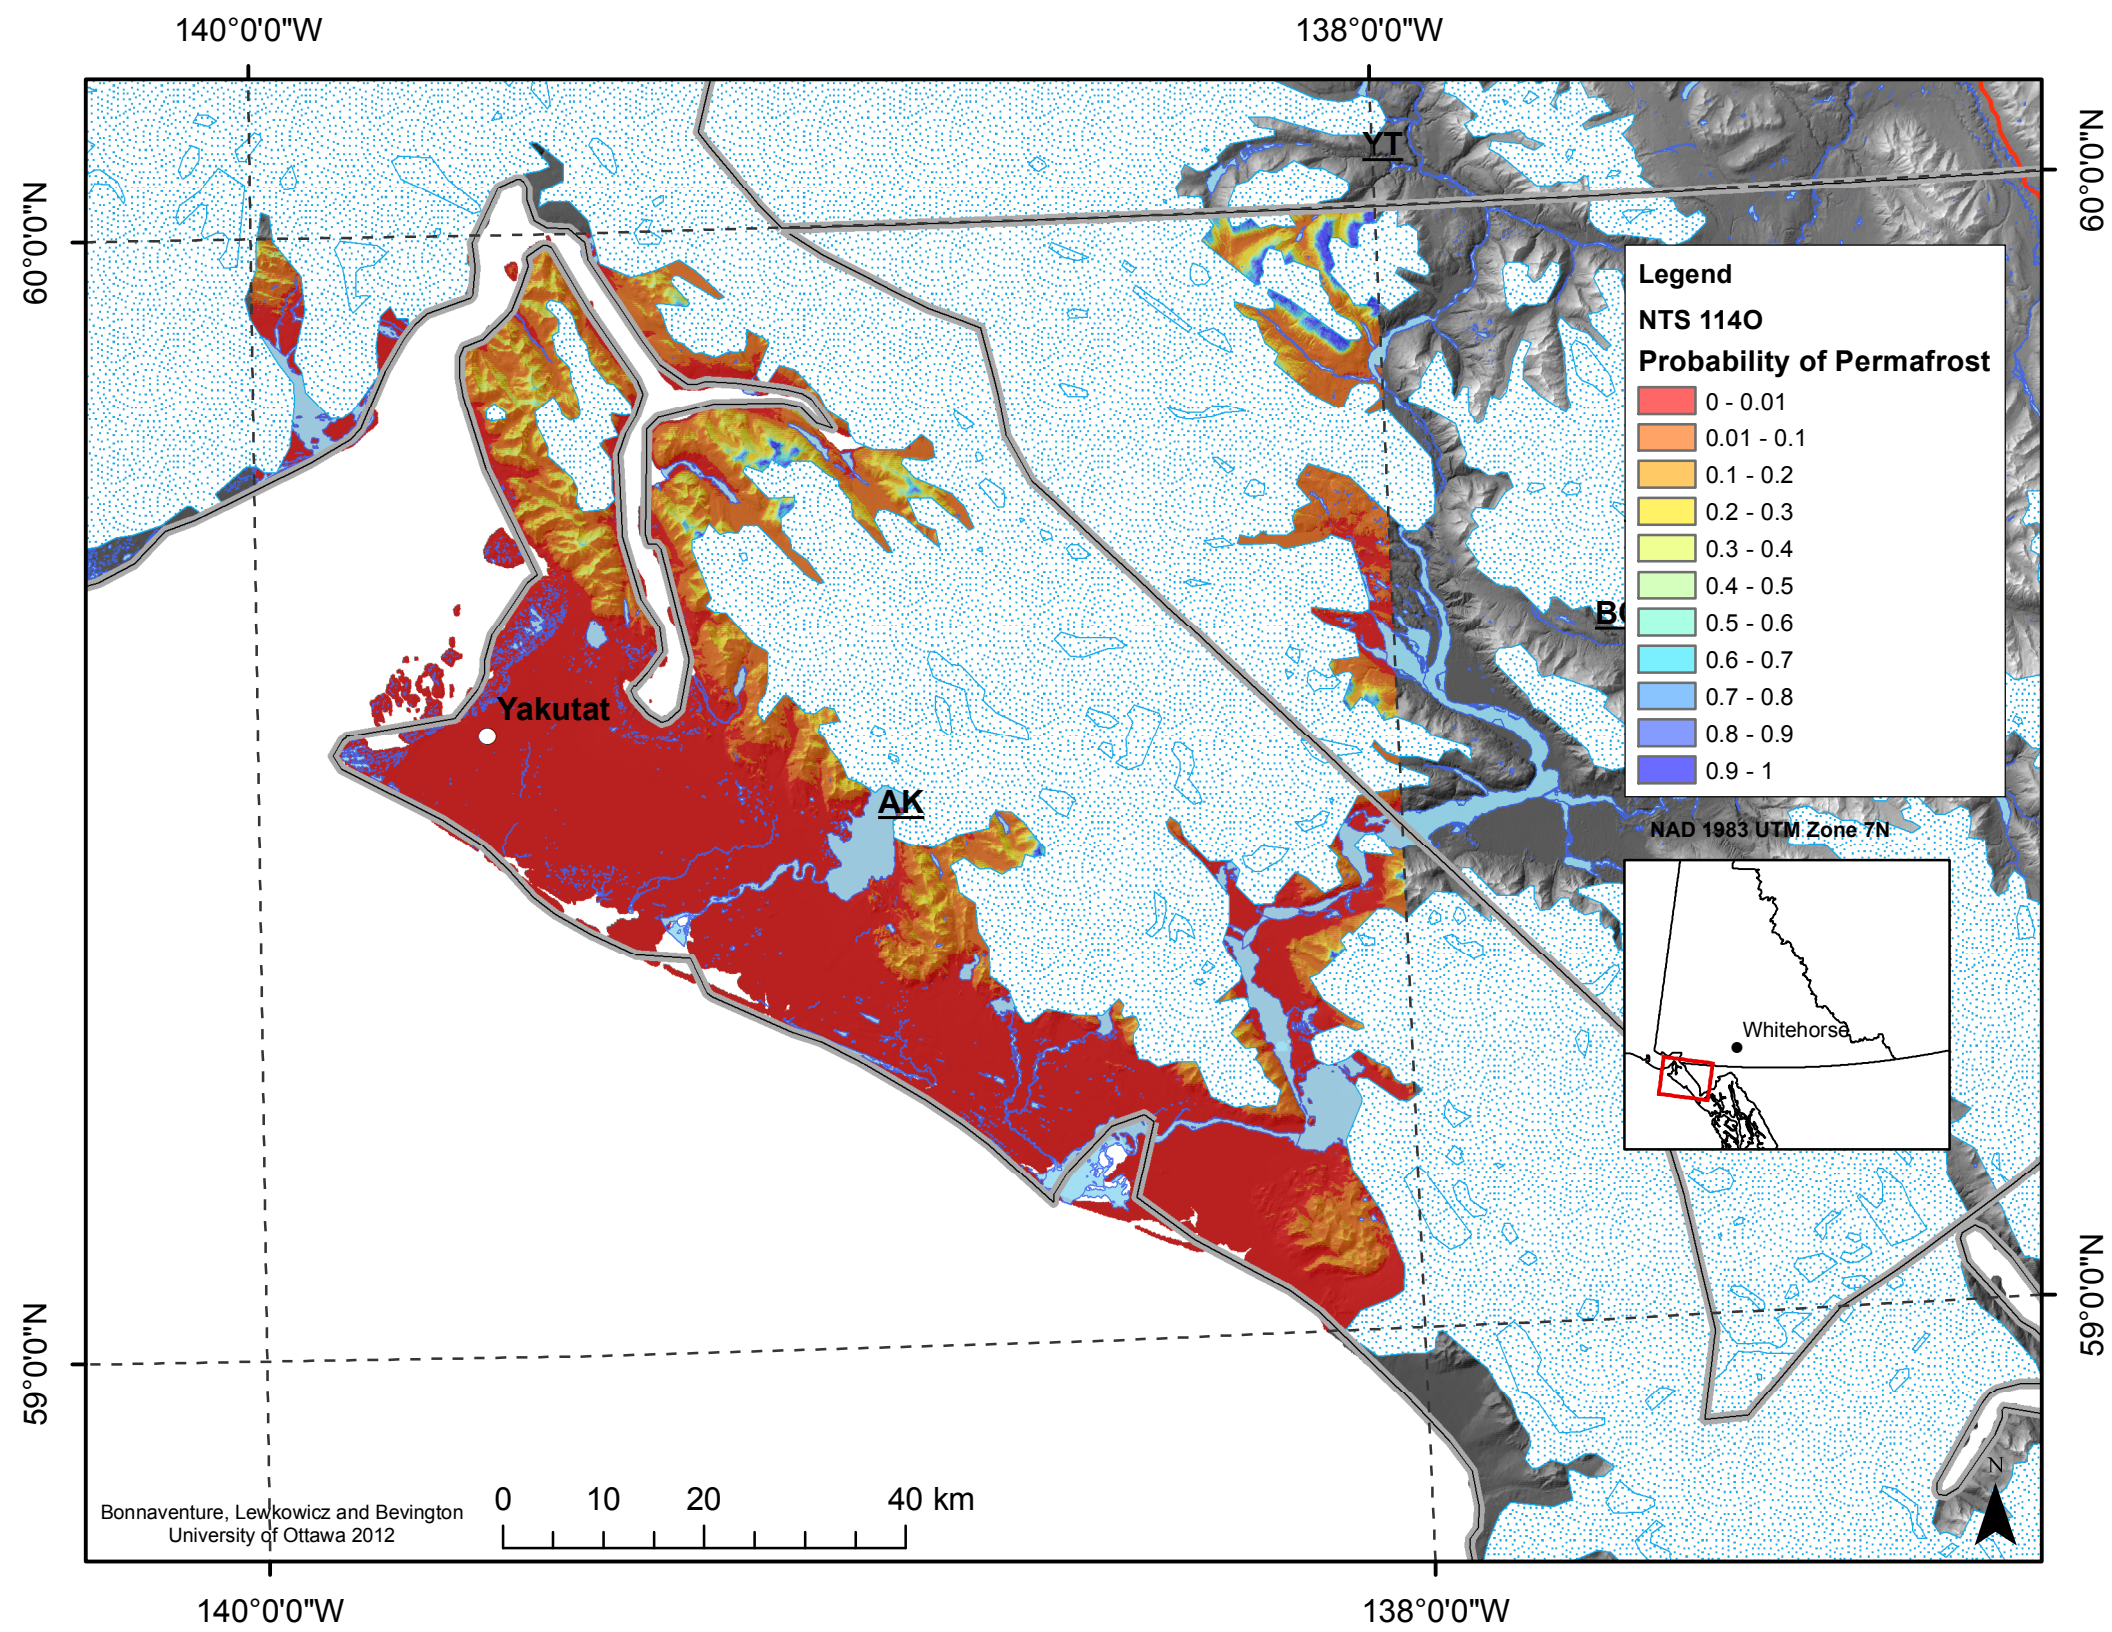 140°0'0"W
138°0'0"W
60°0'0"N
60°0'0"N
YT
Legend
NTS 114O
Probability of Permafrost
0 - 0.01
0.01 - 0.1
0.1 - 0.2
0.2 - 0.3
0.3 - 0.4
0.4 - 0.5
0.5 - 0.6
0.6 - 0.7
0.7 - 0.8
0.8 - 0.9
0.9 - 1
Yakutat
AK
NAD 1983 UTM Zone 7N
Whitehorse
59°0'0"N
59°0'0"N
N
0 10 20 40 km
Bonnaventure, Lewkowicz and Bevington
University of Ottawa 2012
140°0'0"W
138°0'0"W